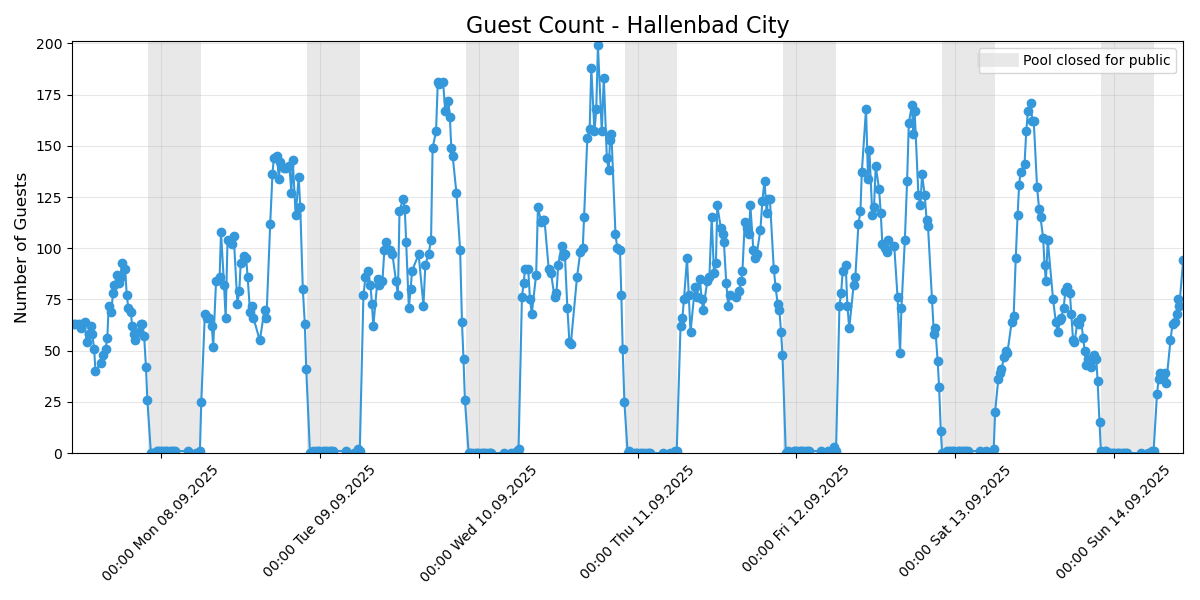 Guest Count - Hallenbad City
Pool closed for public
Number of Guests
200
175
150
125
100
75
50
25
0
00:00 Mon 08.09.2025
00:00 Tue 09.09.2025
00:00 Wed 10.09.2025
00:00 Thu 11.09.2025
00:00 Fri 12.09.2025
00:00 Sat 13.09.2025
00:00 Sun 14.09.2025